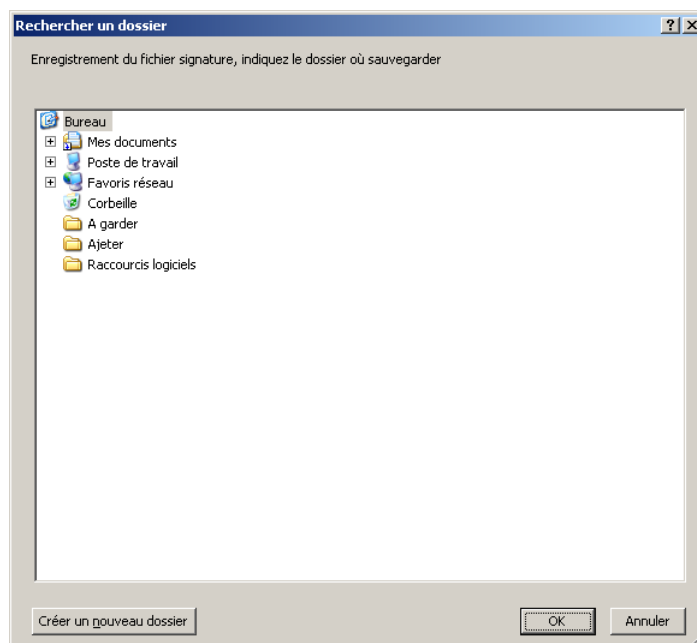 Rechercher un dossier
Enregistrement du fichier signature, indiquez le dossier où sauvegarder
Bureau
Mes documents
Poste de travail
Favoris réseau
Corbeille
A garder
Ajeter
Raccourcis logiciels
Créer un nouveau dossier OK Annuler